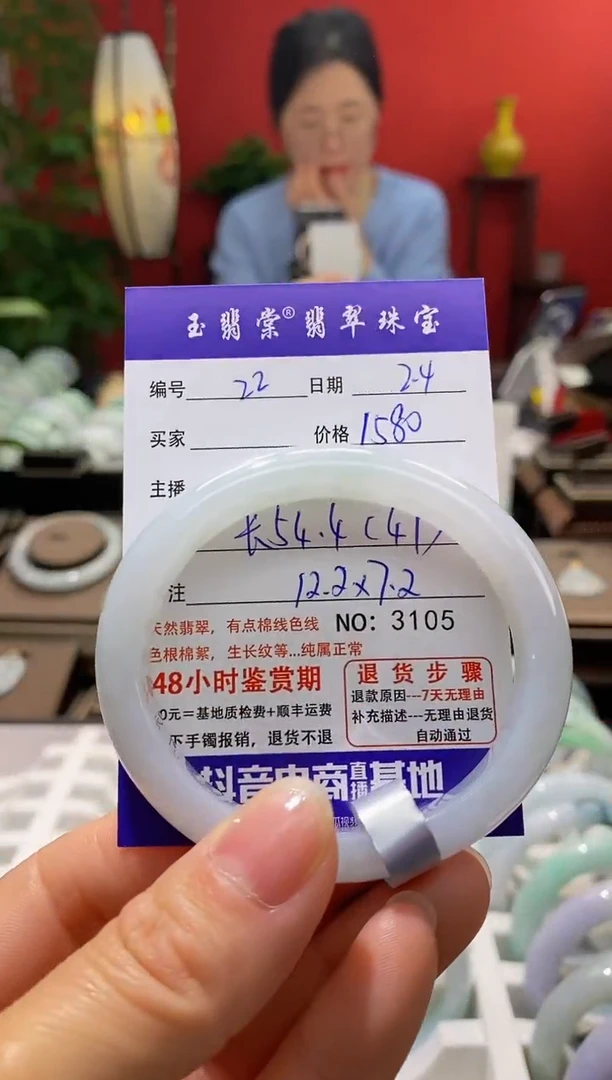 玉翡棠®翡翠珠宝
编号 22 日期 2-4
买家 价格 1580
主播
长54.4(41)
注 12.2x7.2
天然翡翠，有点棉线色线 NO: 3105
色根棉絮，生长纹等...纯属正常
48小时鉴赏期
0元=基地质检费+顺丰运费
下手镯报销，退货不退
退货步骤
退款原因---7天无理由
补充描述---无理由退货
自动通过
抖音电商直播基地